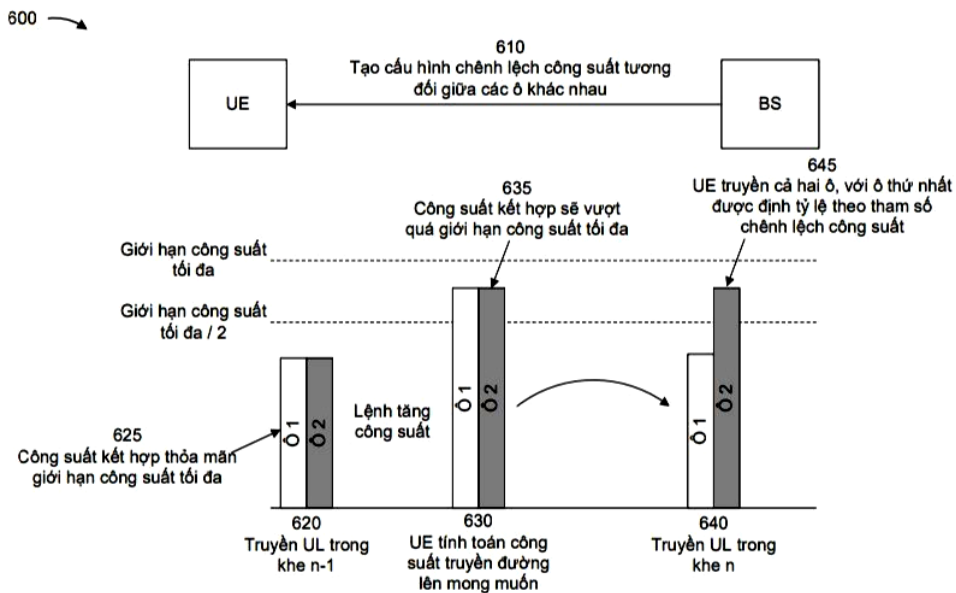 600
610
Tạo cấu hình chênh lệch công suất tương
đối giữa các ô khác nhau
UE
BS
645
UE truyền cả hai ô, với ô thứ nhất
được định tỷ lệ theo tham số
chênh lệch công suất
635
Công suất kết hợp sẽ vượt
quá giới hạn công suất tối đa
Giới hạn công suất
tối đa
Giới hạn công suất
tối đa / 2
Ô 1
Ô 2
Lệnh tăng
công suất
Ô 1
Ô 2
Ô 1
Ô 2
625
Công suất kết hợp thỏa mãn
giới hạn công suất tối đa
620
Truyền UL trong
khe n-1
630
UE tính toán công
suất truyền đường
lên mong muốn
640
Truyền UL trong
khe n